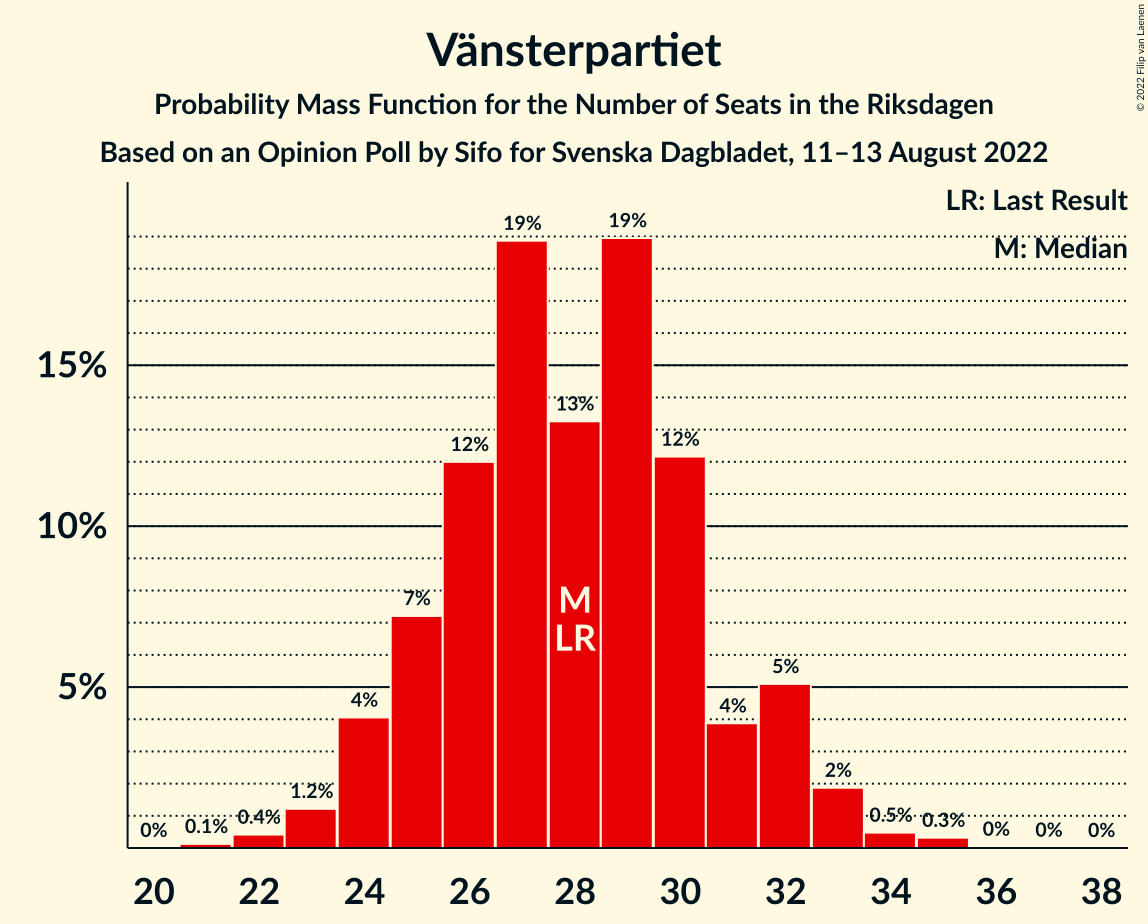 Vänsterpartiet
Probability Mass Function for the Number of Seats in the Riksdagen
Based on an Opinion Poll by Sifo for Svenska Dagbladet, 11–13 August 2022
© 2022 Filip van Laenen
LR: Last Result
M: Median
15%
10%
5%
0%
0.1%
0.4%
1.2%
4%
7%
12%
19%
13%
19%
12%
4%
5%
2%
0.5%
0.3%
0%
0%
0%
M
LR
20 22 24 26 28 30 32 34 36 38